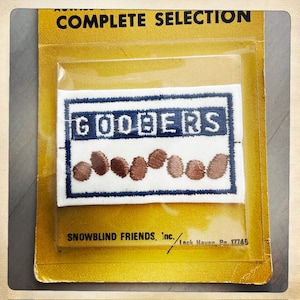 COMPLETE SELECTION
GOOBERS
SNOWBLIND FRIENDS, Inc./Lock Haven, Pa. 17745